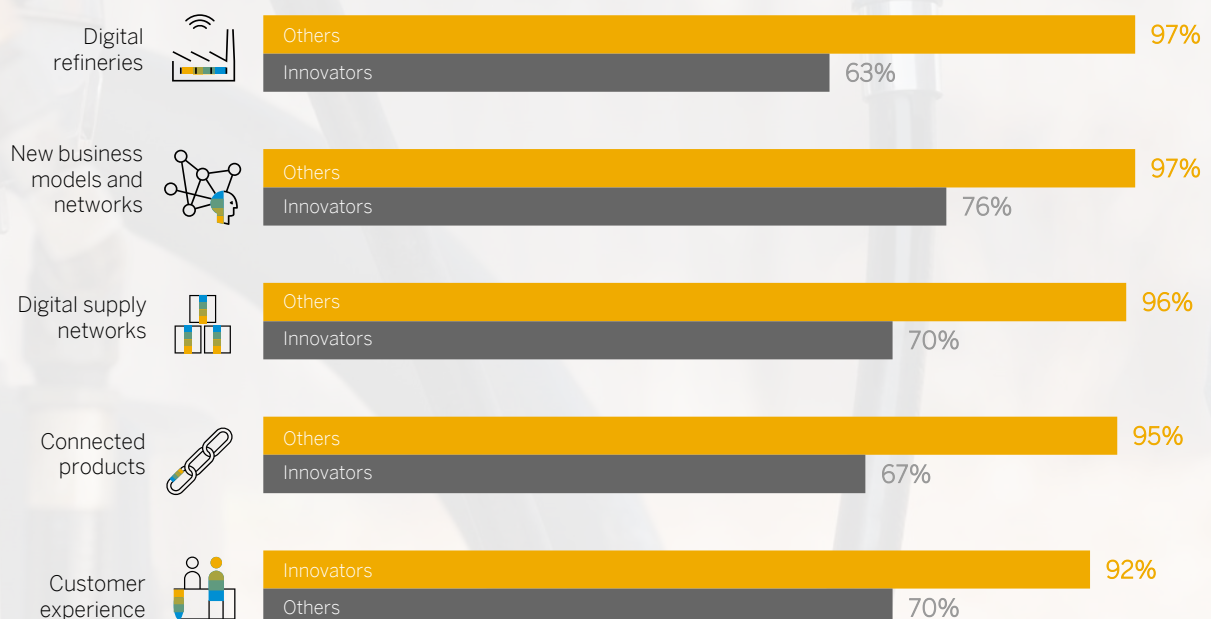 Digital
refineries
Others
97%
Innovators
63%
New business
models and
networks
Others
97%
Innovators
76%
Digital supply
networks
Others
96%
Innovators
70%
Connected
products
Others
95%
Innovators
67%
Customer
experience
Innovators
92%
Others
70%